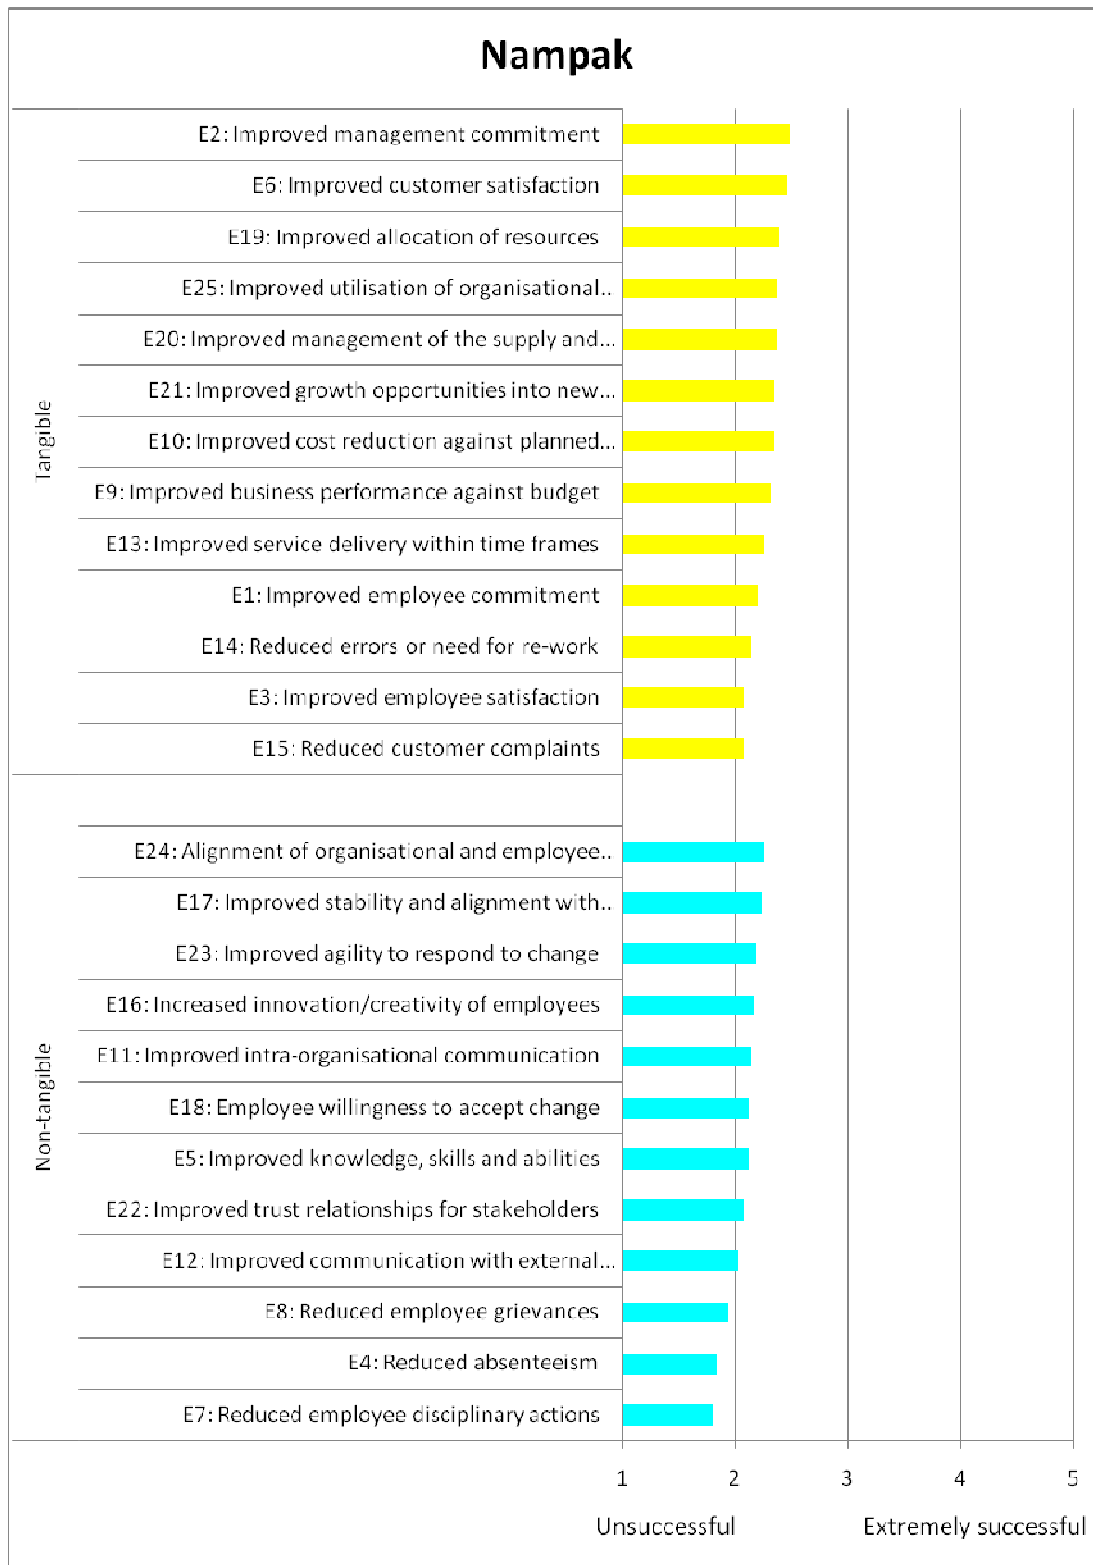 Nampak
Tangible
E2: Improved management commitment
E6: Improved customer satisfaction
E19: Improved allocation of resources
E25: Improved utilisation of organisational..
E20: Improved management of the supply and...
E21: Improved growth opportunities into new...
E10: Improved cost reduction against planned...
E9: Improved business performance against budget
E13: Improved service delivery within time frames
E1: Improved employee commitment
E14: Reduced errors or need for re-work
E3: Improved employee satisfaction
E15: Reduced customer complaints
Non-tangible
E24: Alignment of organisational and employee..
E17: Improved stability and alignment with..
E23: Improved agility to respond to change
E16: Increased innovation/creativity of employees
E11: Improved intra-organisational communication
E18: Employee willingness to accept change
E5: Improved knowledge, skills and abilities
E22: Improved trust relationships for stakeholders
E12: Improved communication with external...
E8: Reduced employee grievances
E4: Reduced absenteeism
E7: Reduced employee disciplinary actions
1 2 3 4 5
Unsuccessful Extremely successful